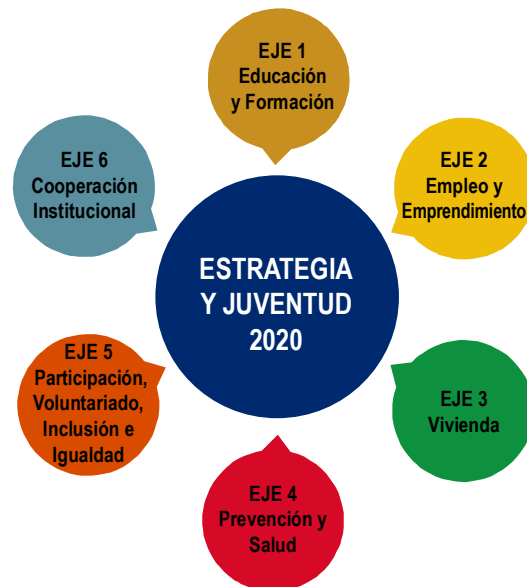 EJE 1
Educación
y Formación
EJE 2
Empleo y
Emprendimiento
EJE 3
Vivienda
EJE 4
Prevención y
Salud
EJE 5
Participación,
Voluntariado,
Inclusión e
Igualdad
EJE 6
Cooperación
Institucional
ESTRATEGIA
Y JUVENTUD
2020